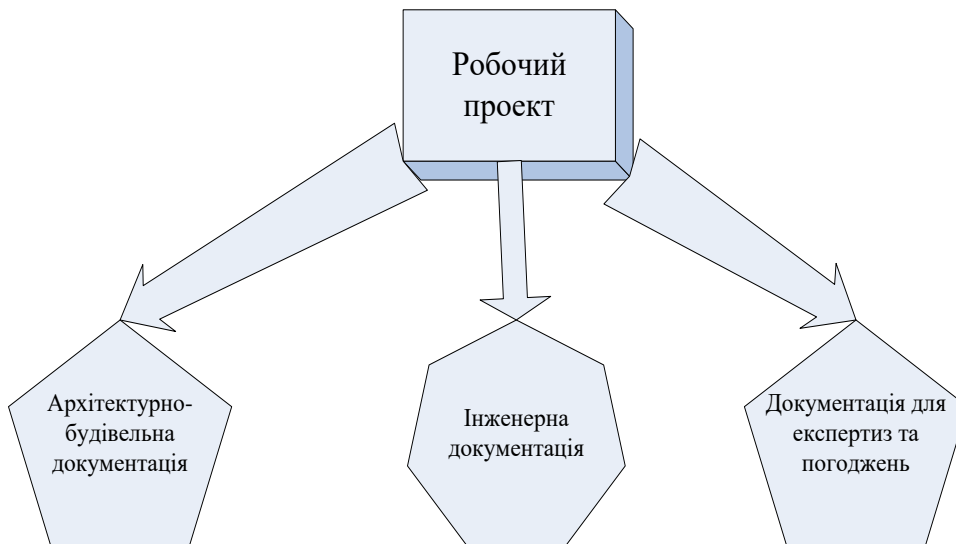 Робочий
проект
Архітектурно-
будівельна
документація
Інженерна
документація
Документація для
експертиз та
погоджень